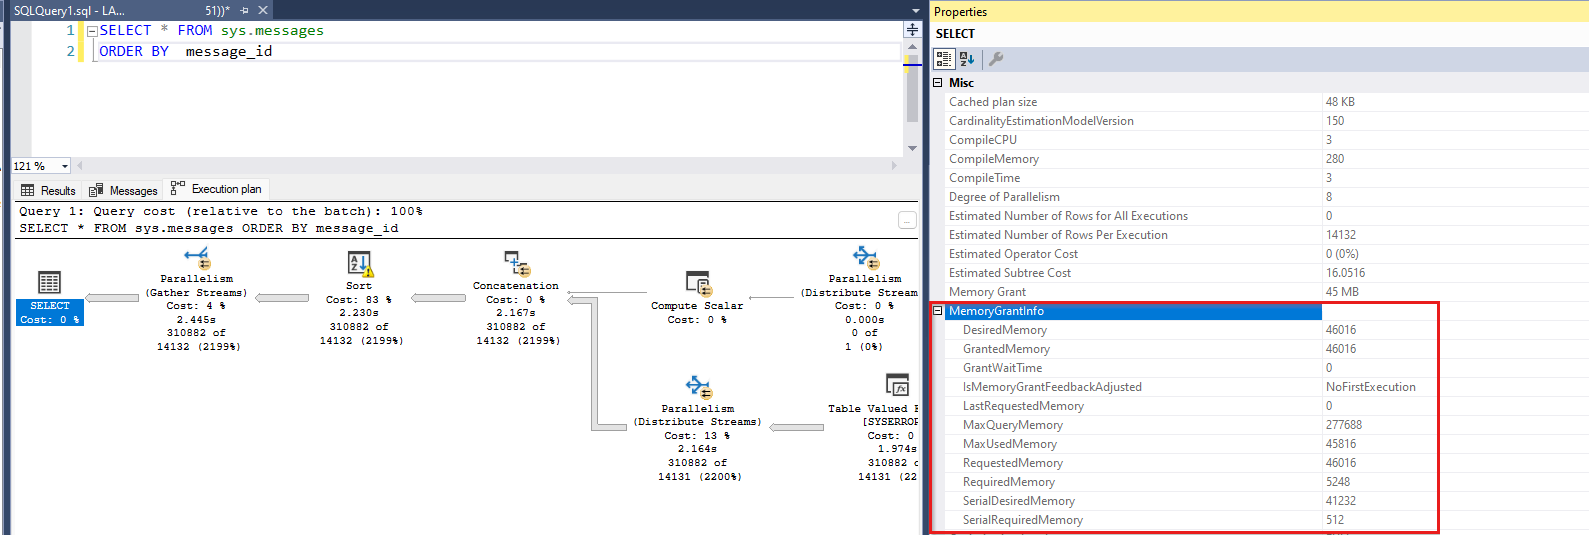 SQLQuery1.sql - LA... 51))*
1 SELECT * FROM sys.messages
2 ORDER BY message_id
121 %
Results Messages Execution plan
Query 1: Query cost (relative to the batch): 100%
SELECT * FROM sys.messages ORDER BY message_id
SELECT
Cost: 0 %
Parallelism
(Gather Streams)
Cost: 4 %
2.445s
310882 of
14132 (2199%)
Sort
Cost: 83 %
2.230s
310882 of
14132 (2199%)
Concatenation
Cost: 0 %
2.167s
310882 of
14132 (2199%)
Compute Scalar
Cost: 0 %
Parallelism
(Distribute Stream
Cost: 0 %
0.000s
0 of
1 (0%)
Parallelism
(Distribute Streams)
Cost: 13 %
2.164s
310882 of
14131 (2200%)
Table Valued
[SYSERROR
Cost: 0
1.974s
310882 o
14131 (22
Properties
SELECT
Misc
Cached plan size 48 KB
CardinalityEstimationModelVersion 150
CompileCPU 3
CompileMemory 280
CompileTime 3
Degree of Parallelism 8
Estimated Number of Rows for All Executions 0
Estimated Number of Rows Per Execution 14132
Estimated Operator Cost 0 (0%)
Estimated Subtree Cost 16.0516
Memory Grant 45 MB
MemoryGrantInfo
DesiredMemory 46016
GrantedMemory 46016
GrantWaitTime 0
IsMemoryGrantFeedbackAdjusted NoFirstExecution
LastRequestedMemory 0
MaxQueryMemory 277688
MaxUsedMemory 45816
RequestedMemory 46016
RequiredMemory 5248
SerialDesiredMemory 41232
SerialRequiredMemory 512